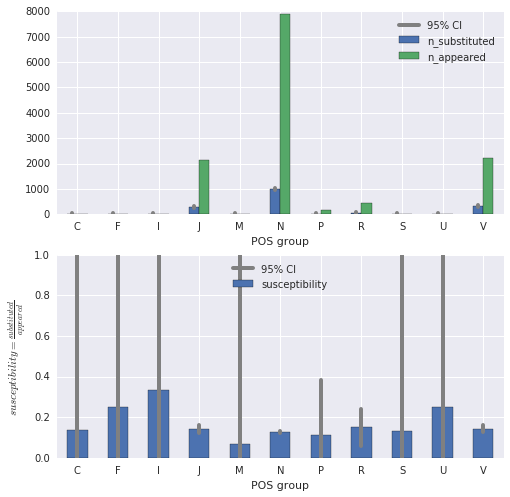 8000
7000
6000
5000
4000
3000
2000
1000
0
95% CI
n_substituted
n_appeared
C F I J M N P R S U V
POS group
1.0
0.8
0.6
0.4
0.2
0.0
susceptibility = substituted / appeared
95% CI
susceptibility
C F I J M N P R S U V
POS group